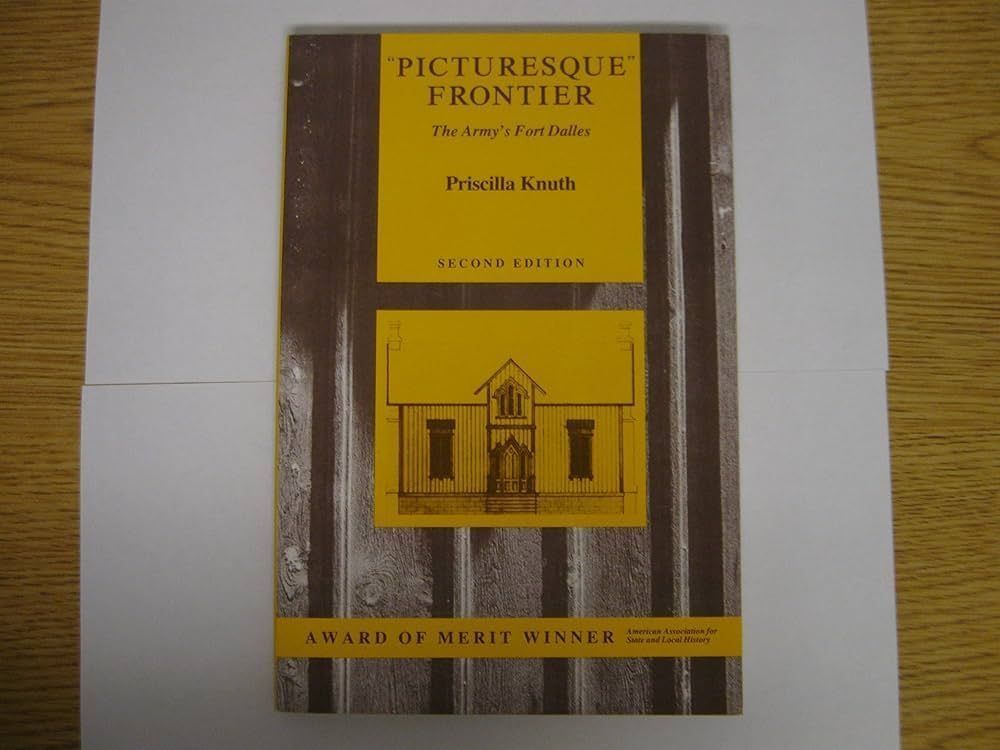 "PICTURESQUE"
FRONTIER
The Army's Fort Dalles
Priscilla Knuth
SECOND EDITION
AWARD OF MERIT WINNER
American Association for
State and Local History